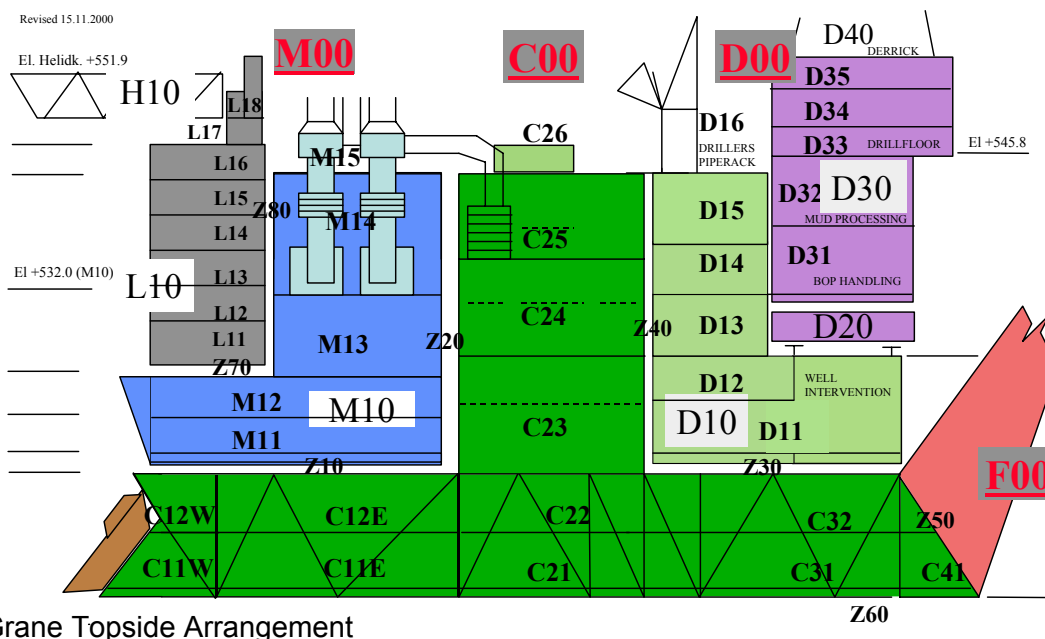 Revised 15.11.2000
M00
C00
D00
D40
DERRICK
El. Helidk. +551.9
H10
L18
L17
D35
D34
D33
DRILLFLOOR
El +545.8
C26
D16
DRILLERS
PIPERACK
M15
L16
L15
Z80
M14
L14
D15
D32
D30
MUD PROCESSING
C25
D14
D31
BOP HANDLING
El +532.0 (M10)
L10
L13
L12
L11
Z70
M13
Z20
C24
Z40
D13
D20
D12
WELL
INTERVENTION
M12
M10
M11
C23
D10
D11
Z10
Z30
F00
C12W
C12E
C22
C32
Z50
C11W
C11E
C21
C31
C41
Z60
Grane Topside Arrangement